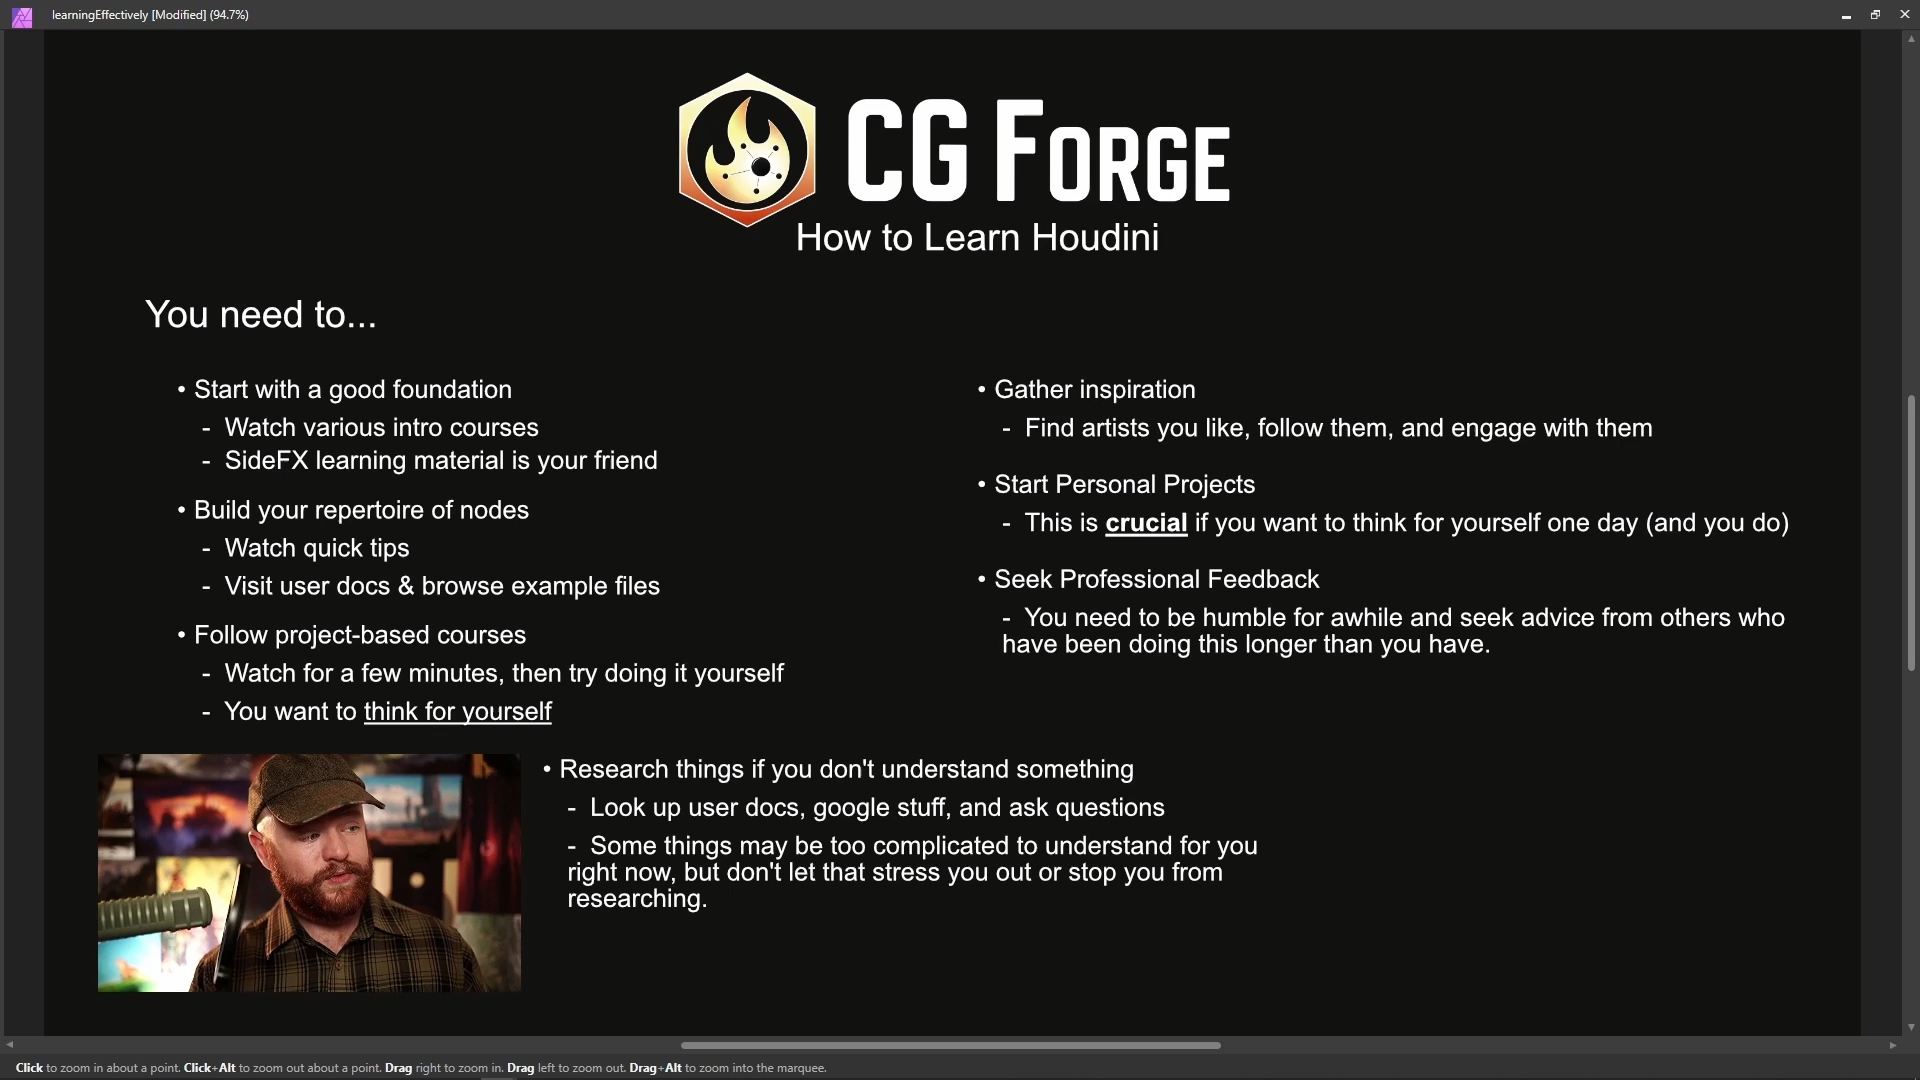 learningEffectively [Modified] (94.7%)
CG FORGE
How to Learn Houdini
You need to...
• Start with a good foundation
- Watch various intro courses
- SideFX learning material is your friend
• Build your repertoire of nodes
- Watch quick tips
- Visit user docs & browse example files
• Follow project-based courses
- Watch for a few minutes, then try doing it yourself
- You want to think for yourself
• Research things if you don't understand something
- Look up user docs, google stuff, and ask questions
- Some things may be too complicated to understand for you
right now, but don't let that stress you out or stop you from
researching.
• Gather inspiration
- Find artists you like, follow them, and engage with them
• Start Personal Projects
- This is crucial if you want to think for yourself one day (and you do)
• Seek Professional Feedback
- You need to be humble for awhile and seek advice from others who
have been doing this longer than you have.
Click to zoom in about a point. Click+Alt to zoom out about a point. Drag right to zoom in. Drag left to zoom out. Drag+Alt to zoom into the marquee.